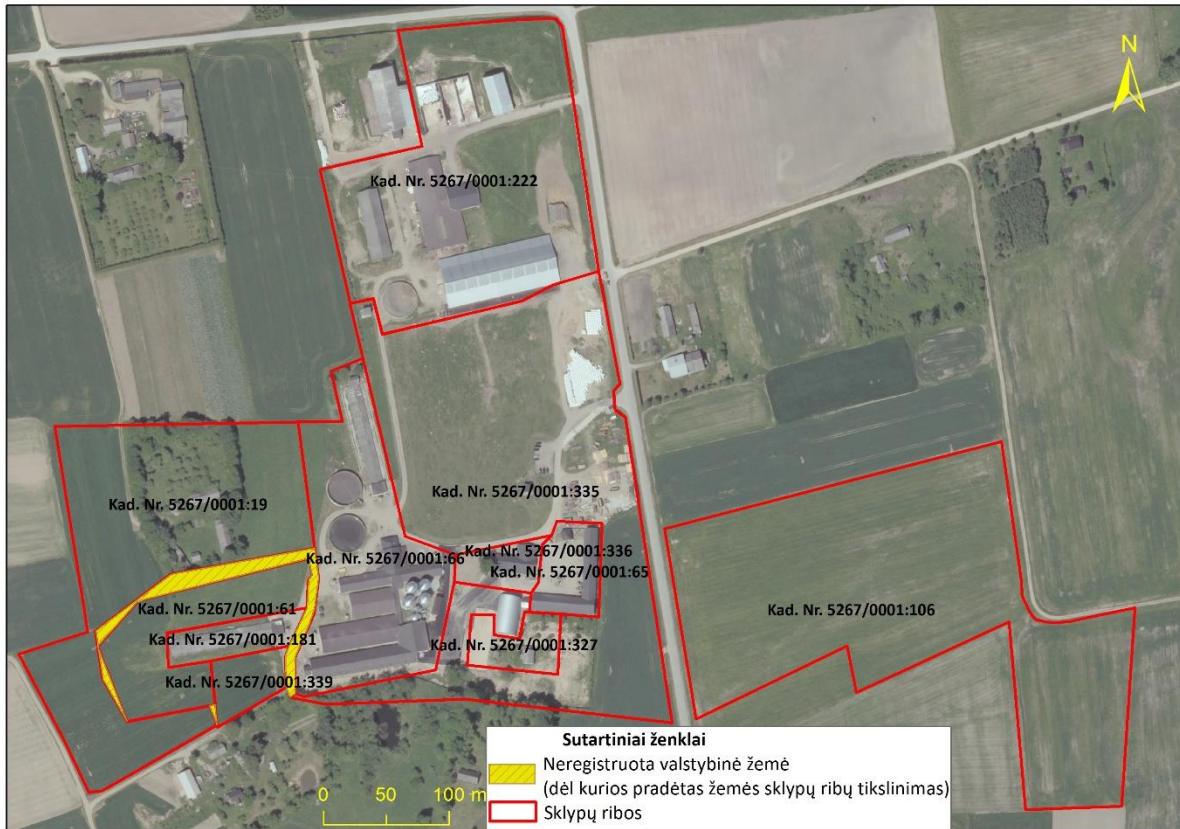 N
Kad. Nr. 5267/0001:222
Kad. Nr. 5267/0001:335
Kad. Nr. 5267/0001:19
Kad. Nr. 5267/0001:336
Kad. Nr. 5267/0001:66
Kad. Nr. 5267/0001:65
Kad. Nr. 5267/0001:61
Kad. Nr. 5267/0001:106
Kad. Nr. 5267/0001:181
Kad. Nr. 5267/0001:327
Kad. Nr. 5267/0001:339
Sutartiniai ženklai
Neregistruota valstybinė žemė
(dėl kurios pradėtas žemės sklypų ribų tikslinimas)
Sklypų ribos
0 50 100 m